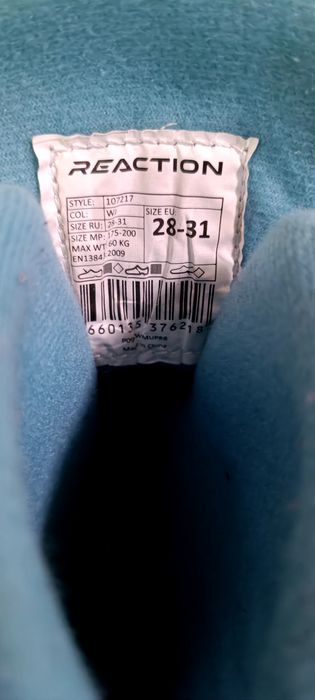 REACTION
STYLE: 107217
COL: W/
SIZE RU: 28-31
SIZE MP: 175-200
MAX WT: 60 KG
EN13843:2009
SIZE EU:
28-31
Made in China